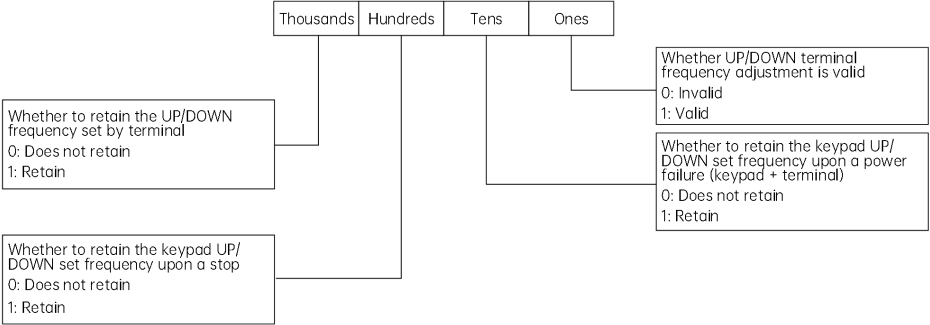 Thousands Hundreds Tens Ones
Whether UP/DOWN terminal
frequency adjustment is valid
0: Invalid
1: Valid
Whether to retain the UP/DOWN
frequency set by terminal
0: Does not retain
1: Retain
Whether to retain the keypad UP/
DOWN set frequency upon a power
failure (keypad + terminal)
0: Does not retain
1: Retain
Whether to retain the keypad UP/
DOWN set frequency upon a stop
0: Does not retain
1: Retain